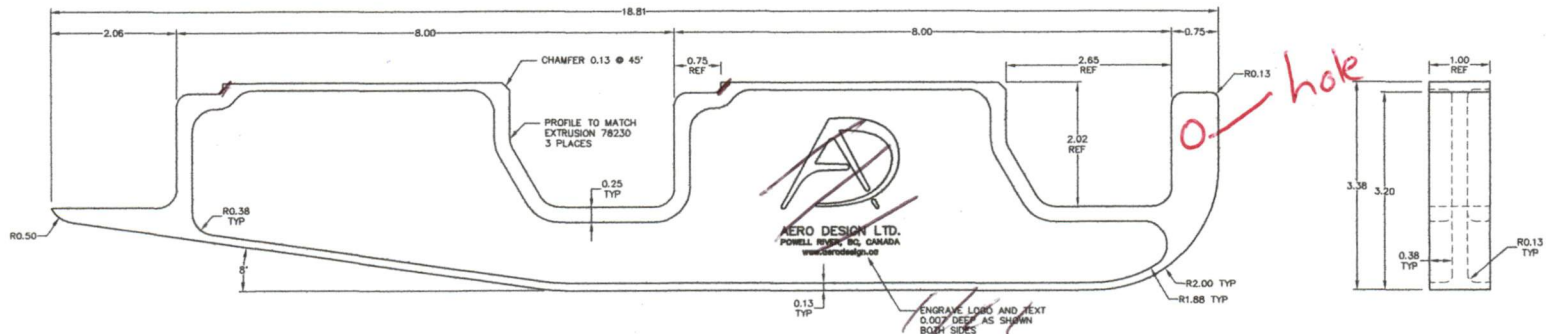 18.81
2.06
8.00
8.00
0.75
CHAMFER 0.13 @ 45°
0.75
REF
2.65
REF
R0.13
hole
1.00
REF
PROFILE TO MATCH
EXTRUSION 78230
3 PLACES
2.02
REF
3.38
3.20
0.25
TYP
R0.38
TYP
R0.50
AERO DESIGN LTD.
POWELL RIVER, BC, CANADA
www.aerodesign.ca
8°
0.38
TYP
R0.13
TYP
R2.00 TYP
R1.88 TYP
0.13
TYP
ENGRAVE LOGO AND TEXT
0.007 DEEP AS SHOWN
BOTH SIDES